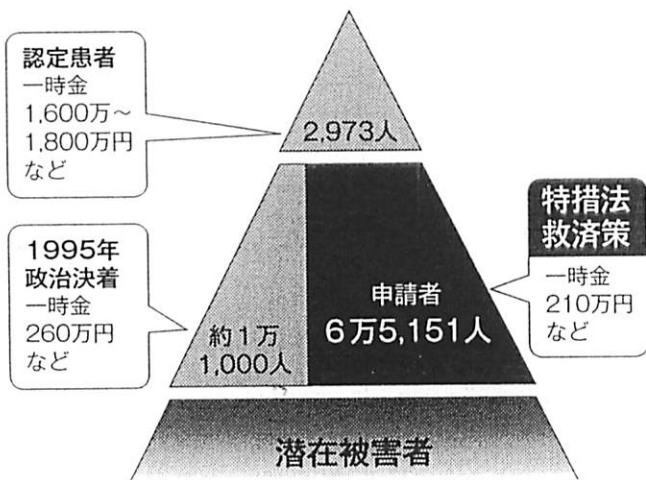 認定患者
一時金
1,600万～
1,800万円
など
2,973人
1995年
政治決着
一時金
260万円
など
約1万
1,000人
申請者
6万5,151人
特措法
救済策
一時金
210万円
など
潜在被害者